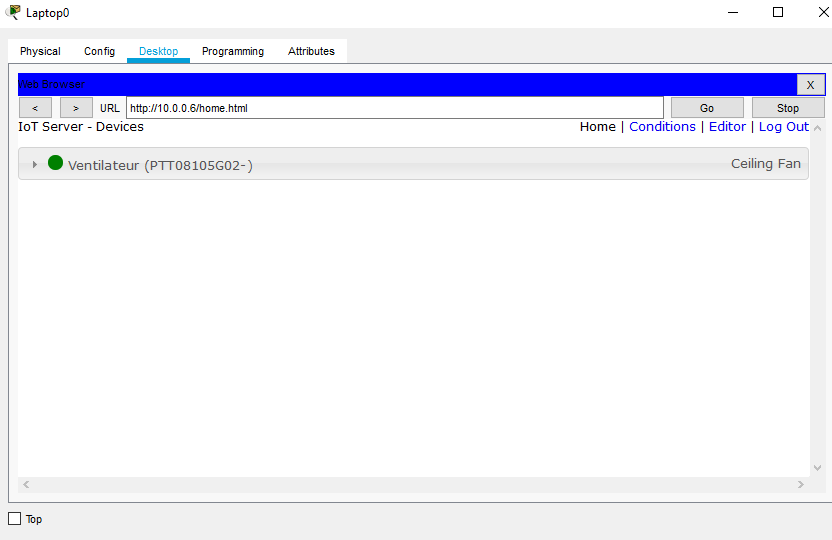 Laptop0
Physical Config Desktop Programming Attributes
Web Browser X
< > URL http://10.0.0.6/home.html Go Stop
IoT Server - Devices Home | Conditions | Editor | Log Out
Ventilateur (PTT08105G02-) Ceiling Fan
Top